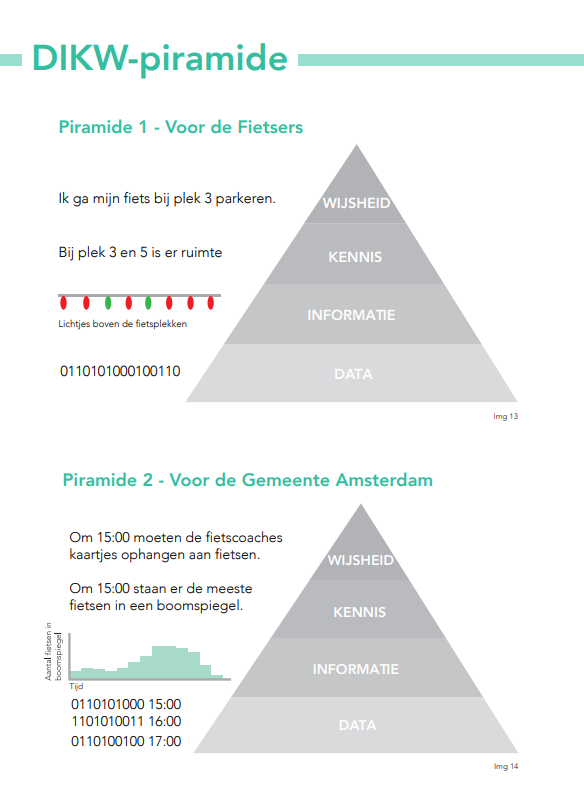 DIKW-piramide
Piramide 1 - Voor de Fietsers
Ik ga mijn fiets bij plek 3 parkeren.
WIJSHEID
Bij plek 3 en 5 is er ruimte
KENNIS
Lichtjes boven de fietsplekken
INFORMATIE
0110101000100110
DATA
Img 13
Piramide 2 - Voor de Gemeente Amsterdam
Om 15:00 moeten de fietscoaches
kaartjes ophangen aan fietsen.
WIJSHEID
Om 15:00 staan er de meeste
fietsen in een boomspiegel.
KENNIS
Aantal fietsen in
boomspiegel
Tijd
INFORMATIE
0110101000 15:00
1101010011 16:00
0110100100 17:00
DATA
Img 14